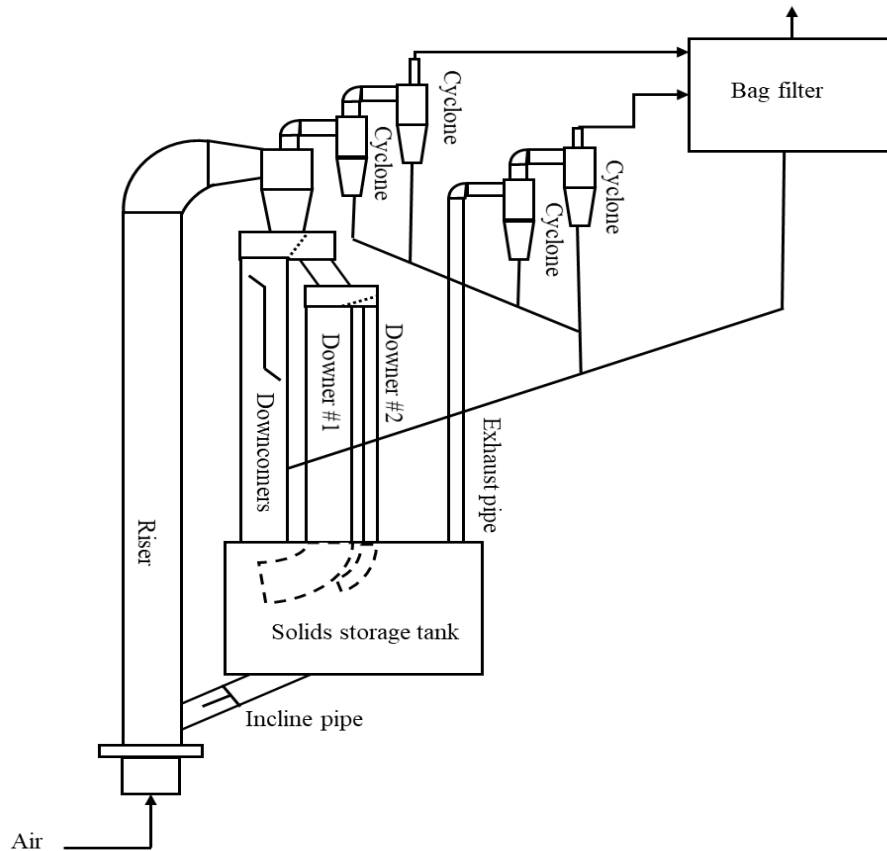 Bag filter
Cyclone
Cyclone
Cyclone
Cyclone
Downer #1
Downer #2
Downcomers
Exhaust pipe
Riser
Solids storage tank
Incline pipe
Air